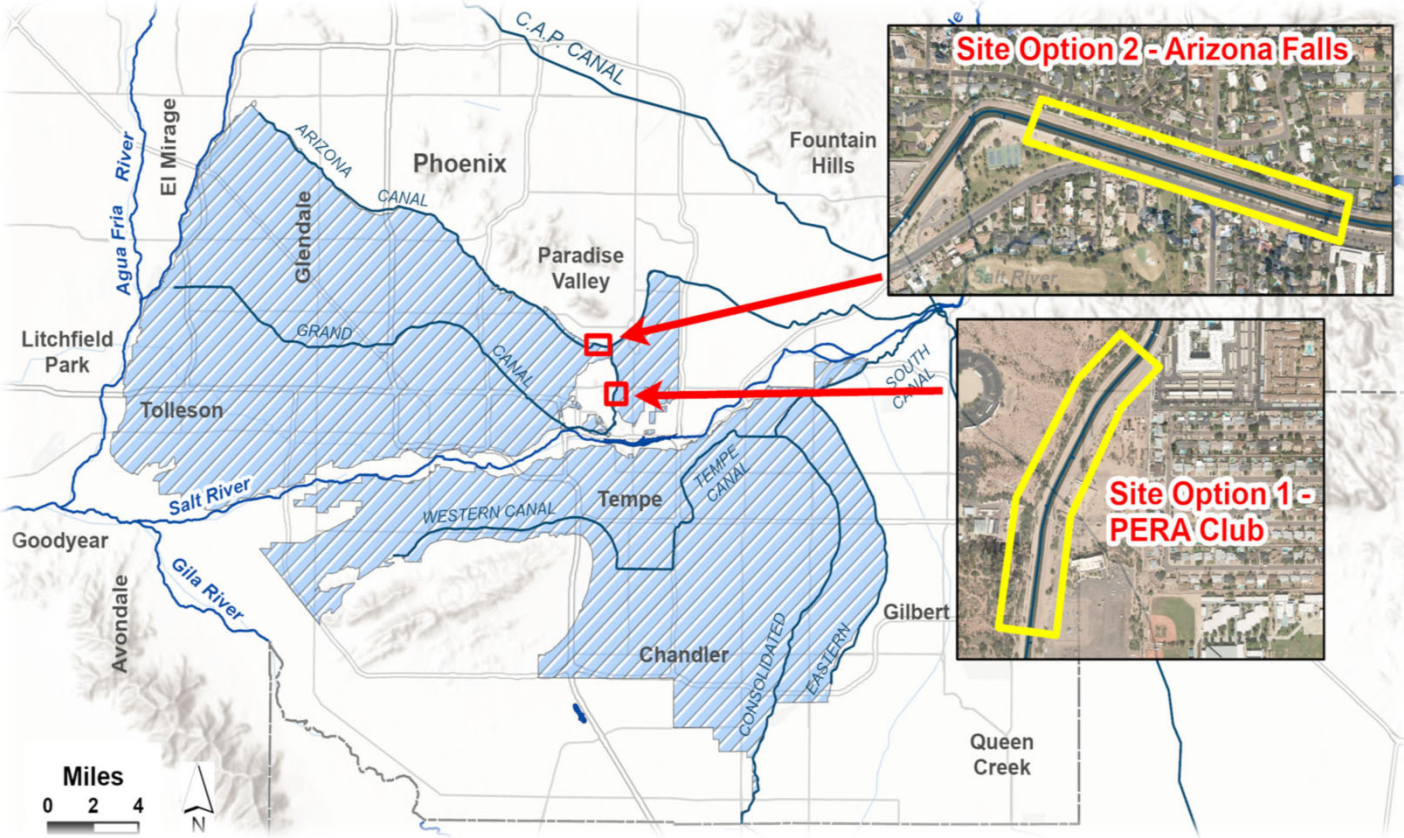 C.A.P. CANAL
le
Site Option 2 - Arizona Falls
Salt River
El Mirage
Agua Fria River
ARIZONA
CANAL
Phoenix
Fountain
Hills
Glendale
Paradise
Valley
Litchfield
Park
GRAND
CANAL
SOUTH
CANAL
Tolleson
Site Option 1 -
PERA Club
TEMPE
CANAL
Salt River
Tempe
WESTERN CANAL
Goodyear
Gila River
Avondale
Gilbert
Chandler
CONSOLIDATED
EASTERN
Queen
Creek
Miles
0 2 4
N